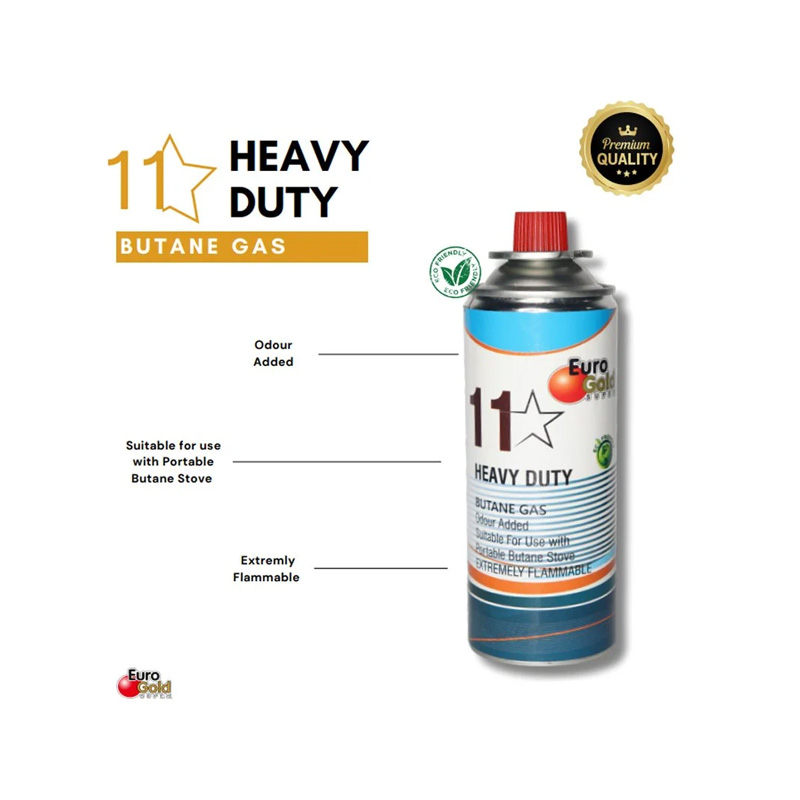 11
HEAVY
DUTY
BUTANE GAS
Premium
QUALITY
ECO FRIENDLY
ECO FRIENDLY
Odour
Added
Suitable for use
with Portable
Butane Stove
Extremly
Flammable
Euro
Gold
SUPER
11
HEAVY DUTY
BUTANE GAS
Odour Added
Suitable For Use with
Portable Butane Stove
EXTREMELY FLAMMABLE
Euro
Gold
SUPER